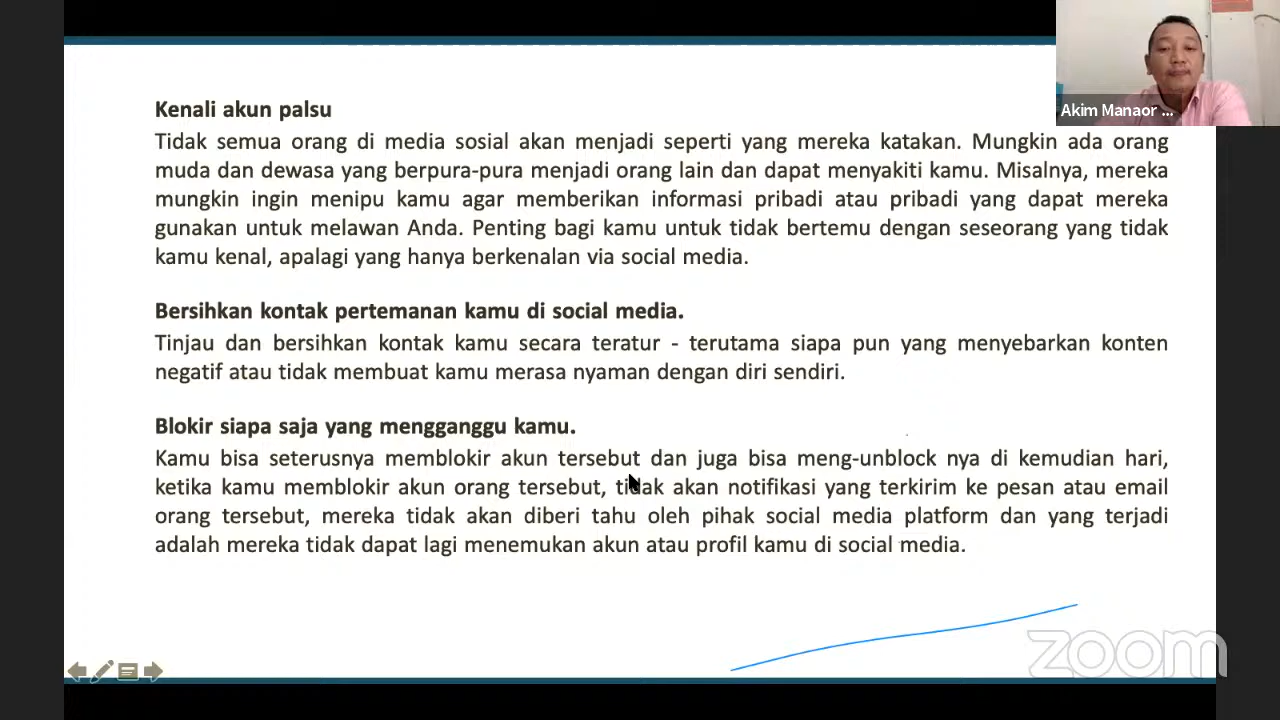 Akim Manaor ...
Kenali akun palsu
Tidak semua orang di media sosial akan menjadi seperti yang mereka katakan. Mungkin ada orang
muda dan dewasa yang berpura-pura menjadi orang lain dan dapat menyakiti kamu. Misalnya, mereka
mungkin ingin menipu kamu agar memberikan informasi pribadi atau pribadi yang dapat mereka
gunakan untuk melawan Anda. Penting bagi kamu untuk tidak bertemu dengan seseorang yang tidak
kamu kenal, apalagi yang hanya berkenalan via social media.
Bersihkan kontak pertemanan kamu di social media.
Tinjau dan bersihkan kontak kamu secara teratur - terutama siapa pun yang menyebarkan konten
negatif atau tidak membuat kamu merasa nyaman dengan diri sendiri.
Blokir siapa saja yang mengganggu kamu.
Kamu bisa seterusnya memblokir akun tersebut dan juga bisa meng-unblock nya di kemudian hari,
ketika kamu memblokir akun orang tersebut, tidak akan notifikasi yang terkirim ke pesan atau email
orang tersebut, mereka tidak akan diberi tahu oleh pihak social media platform dan yang terjadi
adalah mereka tidak dapat lagi menemukan akun atau profil kamu di social media.
zoom